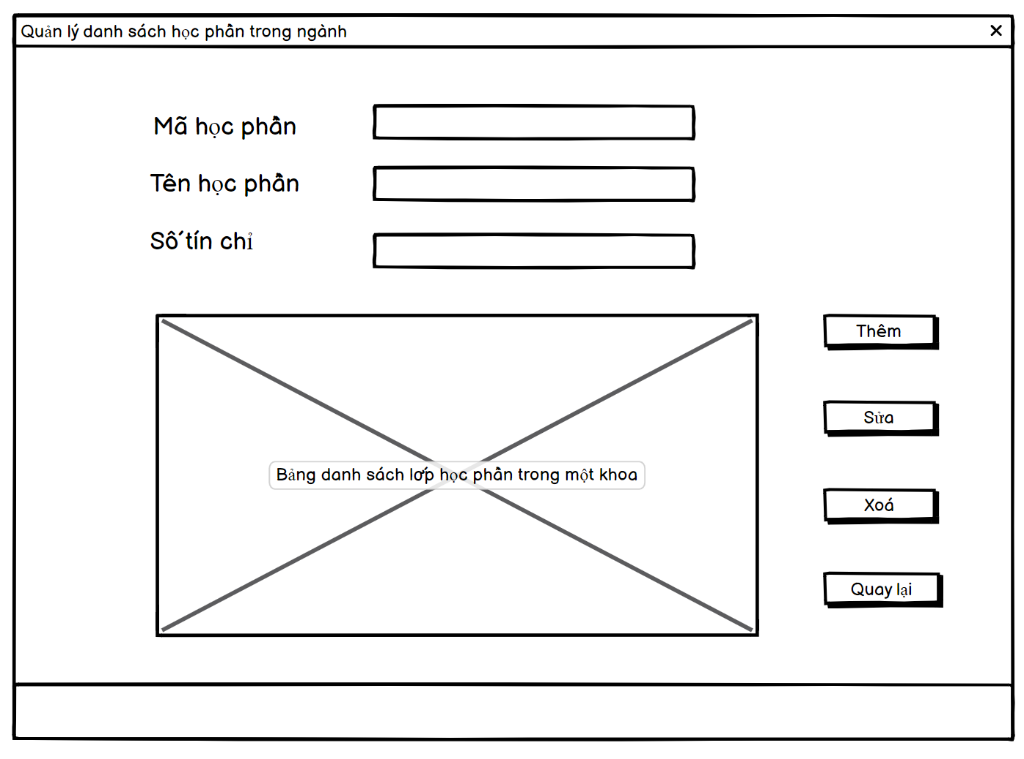 Quản lý danh sách học phần trong ngành
Mã học phần
Tên học phần
Số tín chỉ
Thêm
Sửa
Bảng danh sách lớp học phần trong một khoa
Xoá
Quay lại